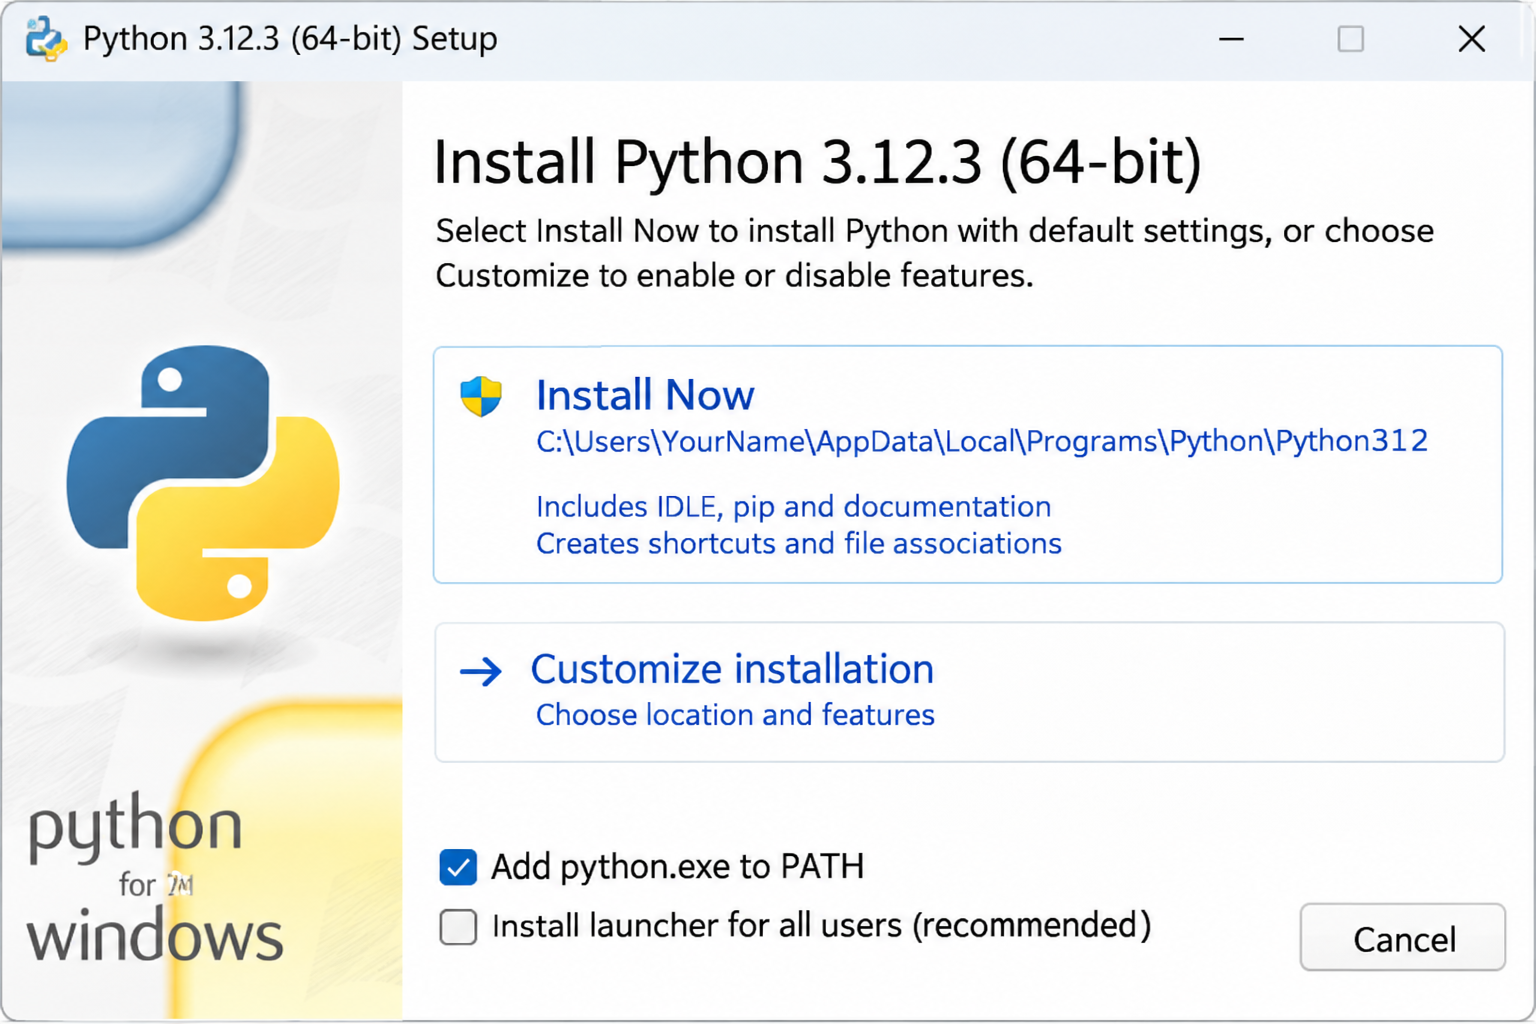 Python 3.12.3 (64-bit) Setup
Install Python 3.12.3 (64-bit)
Select Install Now to install Python with default settings, or choose
Customize to enable or disable features.
Install Now
C:\Users\YourName\AppData\Local\Programs\Python\Python312
Includes IDLE, pip and documentation
Creates shortcuts and file associations
Customize installation
Choose location and features
Add python.exe to PATH
Install launcher for all users (recommended)
Cancel
python
for
windows